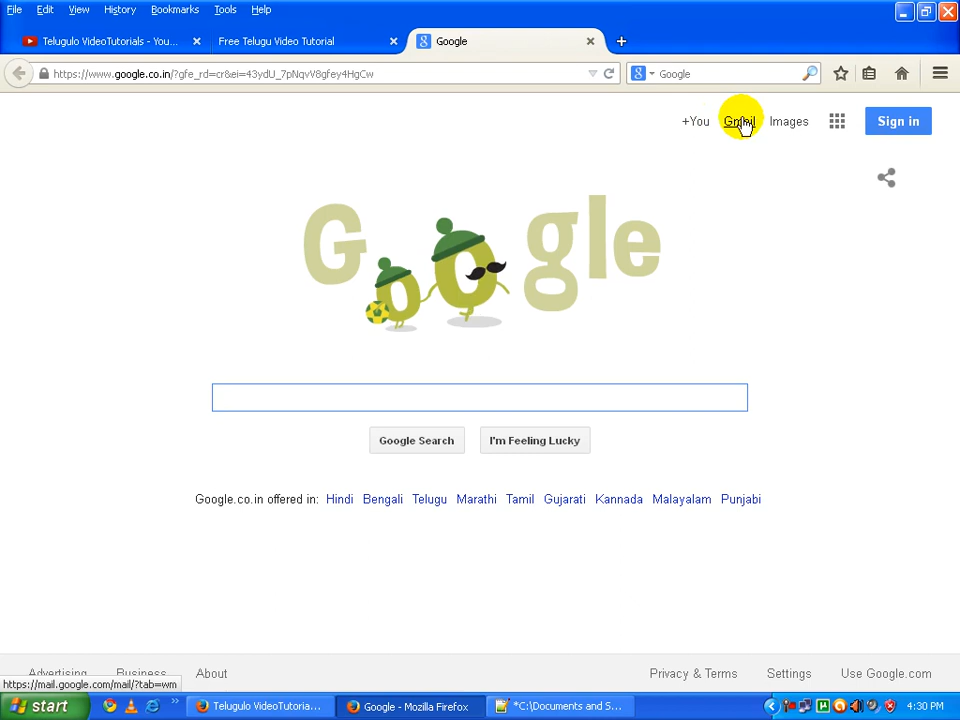 File Edit View History Bookmarks Tools Help
Telugulo VideoTutorials - You... Free Telugu Video Tutorial Google
https://www.google.co.in/?gfe_rd=cr&ei=43ydU_7pNqvV8gfey4HgCw Google
+You Gmail Images Sign in
Google
Google Search I'm Feeling Lucky
Google.co.in offered in: Hindi Bengali Telugu Marathi Tamil Gujarati Kannada Malayalam Punjabi
Advertising Business About Privacy & Terms Settings Use Google.com
https://mail.google.com/mail/?tab=wm
start Telugulo VideoTutoria... Google - Mozilla Firefox *C:\Documents and S... 4:30 PM